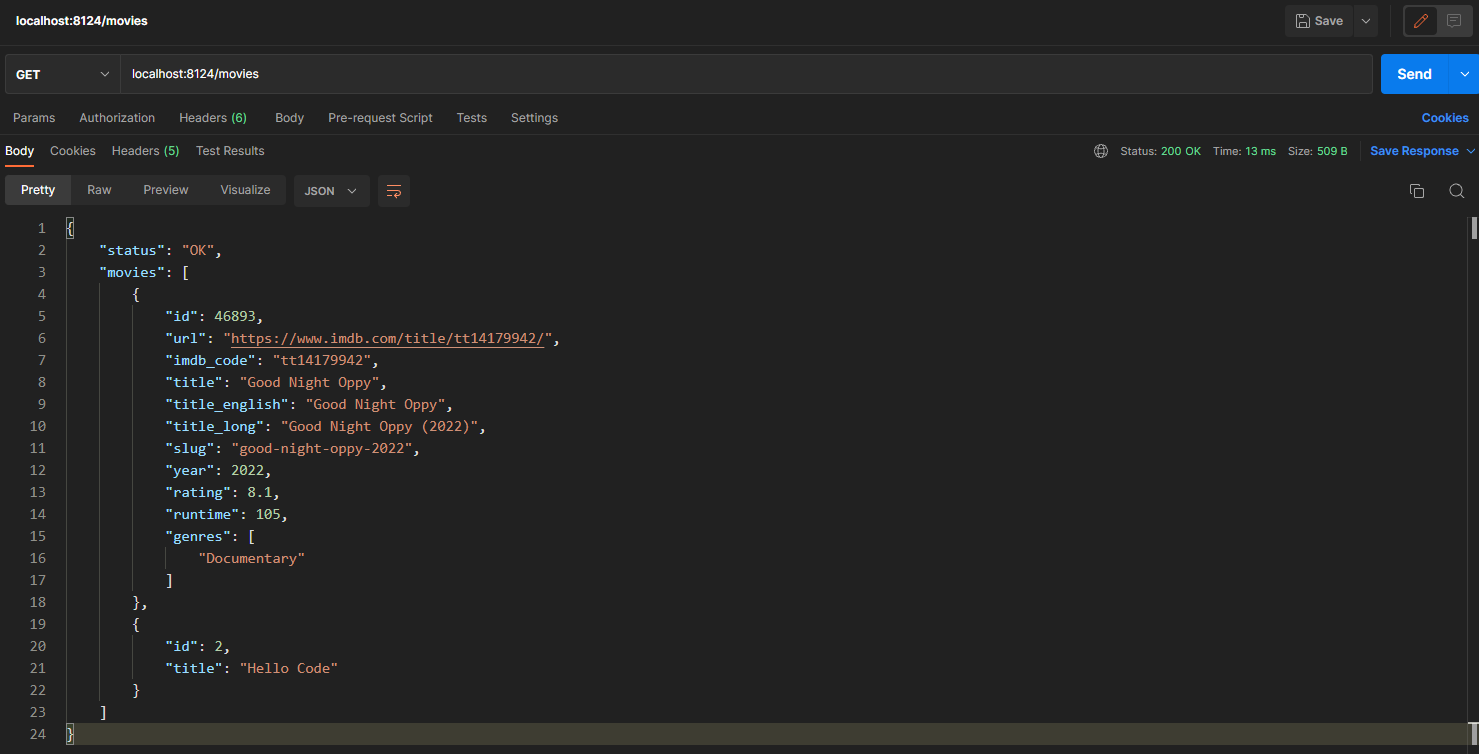 localhost:8124/movies Save
GET localhost:8124/movies Send
Params Authorization Headers (6) Body Pre-request Script Tests Settings Cookies
Body Cookies Headers (5) Test Results Status: 200 OK Time: 13 ms Size: 509 B Save Response
Pretty Raw Preview Visualize JSON
1 {
2 "status": "OK",
3 "movies": [
4 {
5 "id": 46893,
6 "url": "https://www.imdb.com/title/tt14179942/",
7 "imdb_code": "tt14179942",
8 "title": "Good Night Oppy",
9 "title_english": "Good Night Oppy",
10 "title_long": "Good Night Oppy (2022)",
11 "slug": "good-night-oppy-2022",
12 "year": 2022,
13 "rating": 8.1,
14 "runtime": 105,
15 "genres": [
16 "Documentary"
17 ]
18 },
19 {
20 "id": 2,
21 "title": "Hello Code"
22 }
23 ]
24 }